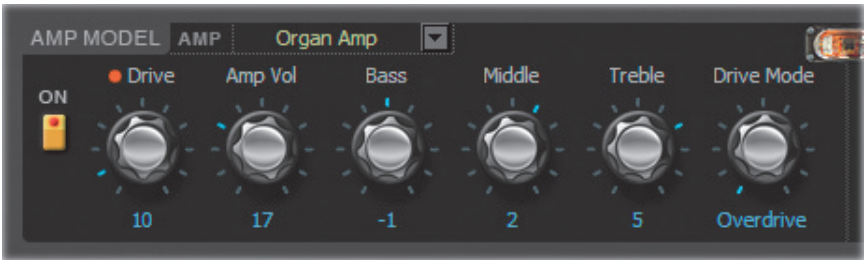 AMP MODEL AMP Organ Amp
Drive Amp Vol Bass Middle Treble Drive Mode
ON
10 17 -1 2 5 Overdrive